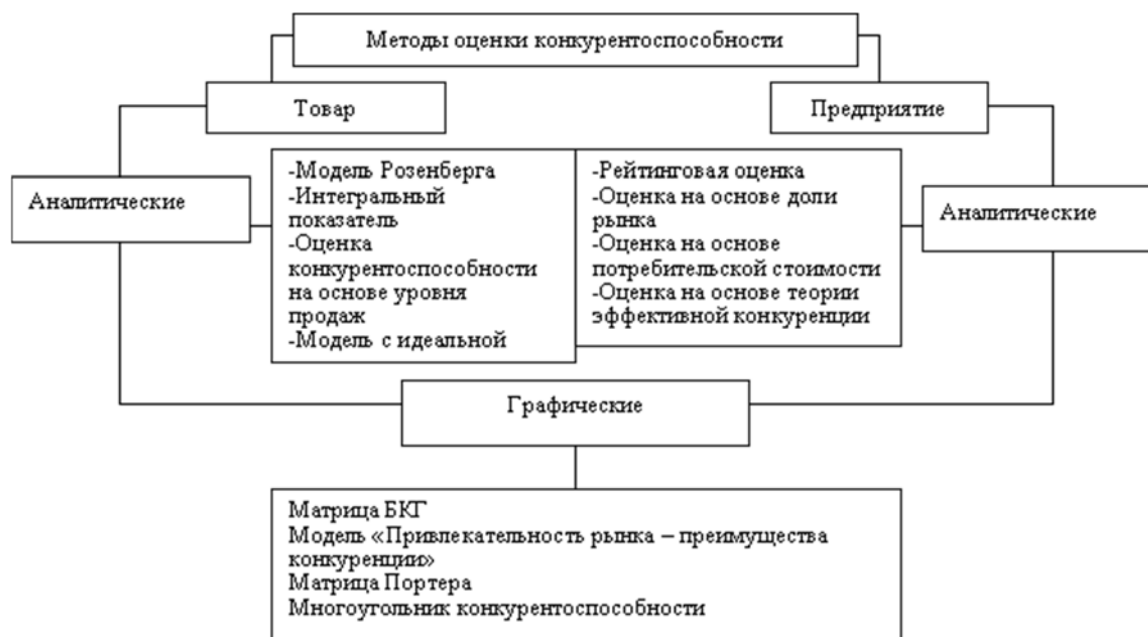 Методы оценки конкурентоспособности
Товар
Предприятие
Аналитические
-Модель Розенберга
-Интегральный
показатель
-Оценка
конкурентоспособности
на основе уровня
продаж
-Модель с идеальной
-Рейтинговая оценка
-Оценка на основе доли
рынка
-Оценка на основе
потребительской стоимости
-Оценка на основе теории
эффективной конкуренции
Аналитические
Графические
Матрица БКГ
Модель «Привлекательность рынка – преимущества
конкуренции»
Матрица Портера
Многоугольник конкурентоспособности